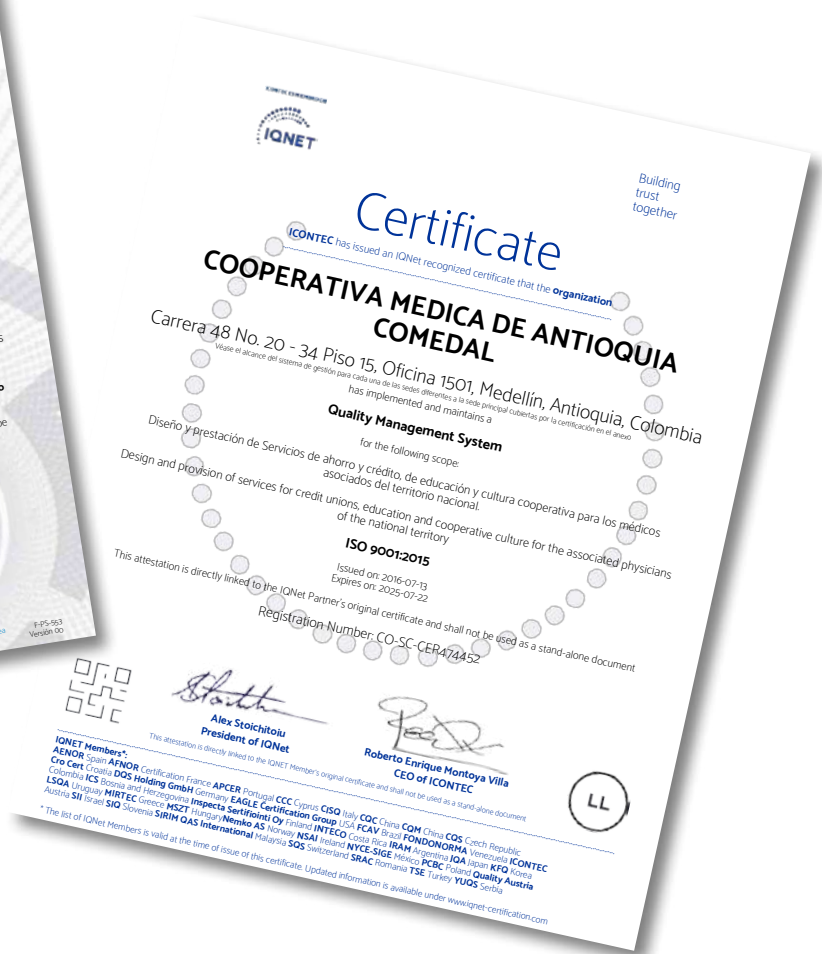 IQNET
Building
trust
together
Certificate
ICONTEC has issued an IQNet recognized certificate that the organization
COOPERATIVA MEDICA DE ANTIOQUIA
COMEDAL
Carrera 48 No. 20 - 34 Piso 15, Oficina 1501, Medellín, Antioquia, Colombia
Véase el alcance del sistema de gestión para cada una de las sedes diferentes a la sede principal cubiertas por la certificación en el anexo
has implemented and maintains a
Quality Management System
for the following scope:
Diseño y prestación de Servicios de ahorro y crédito, de educación y cultura cooperativa para los médicos
asociados del territorio nacional.
Design and provision of services for credit unions, education and cooperative culture for the associated physicians
of the national territory
ISO 9001:2015
Issued on: 2016-07-13
Expires on: 2025-07-22
This attestation is directly linked to the IQNet Partner's original certificate and shall not be used as a stand-alone document
Registration Number: CO-SC-CER474452
Alex Stoichitoiu
President of IQNet
Roberto Enrique Montoya Villa
CEO of ICONTEC
This attestation is directly linked to the IQNET Member's original certificate and shall not be used as a stand-alone document
LL
IQNET Members*:
AENOR Spain AFNOR Certification France APCER Portugal CCC Cyprus CISQ Italy CQC China CQM China CQS Czech Republic
Cro Cert Croatia DQS Holding GmbH Germany EAGLE Certification Group USA FCAV Brazil FONDONORMA Venezuela ICONTEC
Colombia ICS Bosnia and Herzegovina Inspecta Sertifiointi Oy Finland INTECO Costa Rica IRAM Argentina JQA Japan KFQ Korea
LSQA Uruguay MIRTEC Greece MSZT Hungary Nemko AS Norway NSAI Ireland NYCE-SIGE México PCBC Poland Quality Austria
Austria SII Israel SIQ Slovenia SIRIM QAS International Malaysia SQS Switzerland SRAC Romania TSE Turkey YUQS Serbia
* The list of IQNet Members is valid at the time of issue of this certificate. Updated information is available under www.iqnet-certification.com
F-PS-553
Versión 00